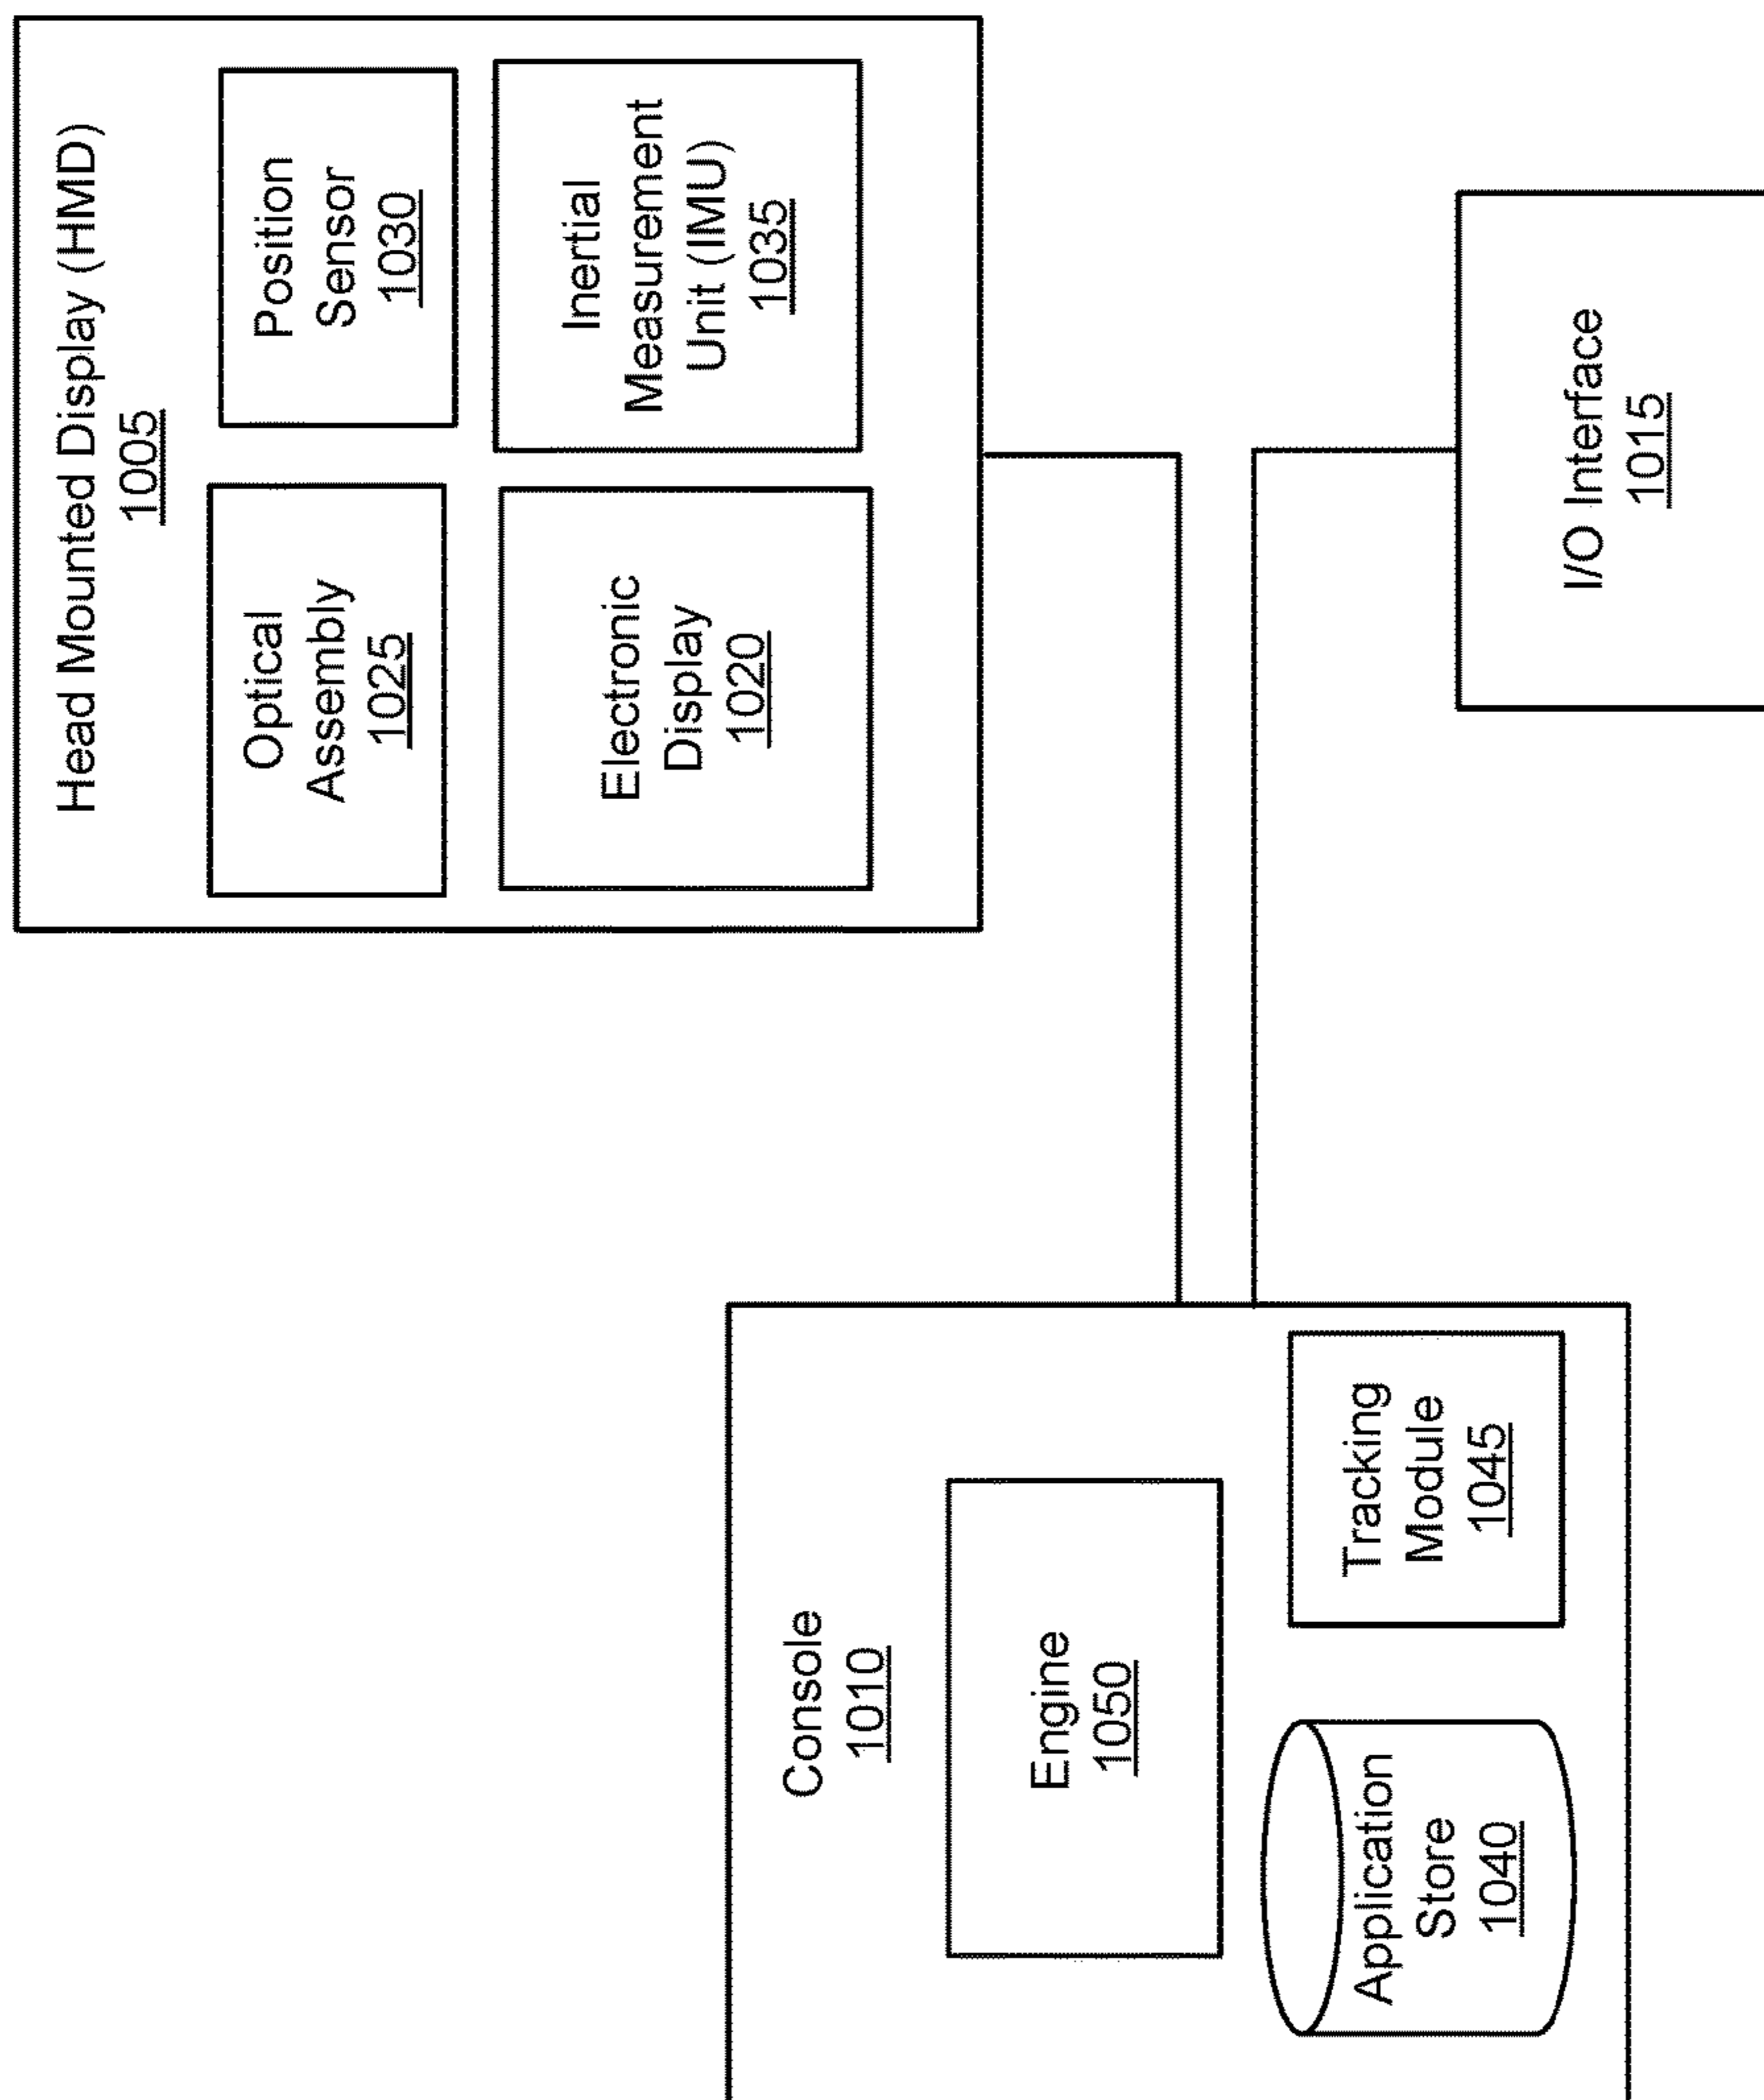 Head Mounted Display (HMD)
1005
Optical
Assembly
1025
Position
Sensor
1030
Electronic
Display
1020
Inertial
Measurement
Unit (IMU)
1035
Console
1010
Engine
1050
Application
Store
1040
Tracking
Module
1045
I/O Interface
1015